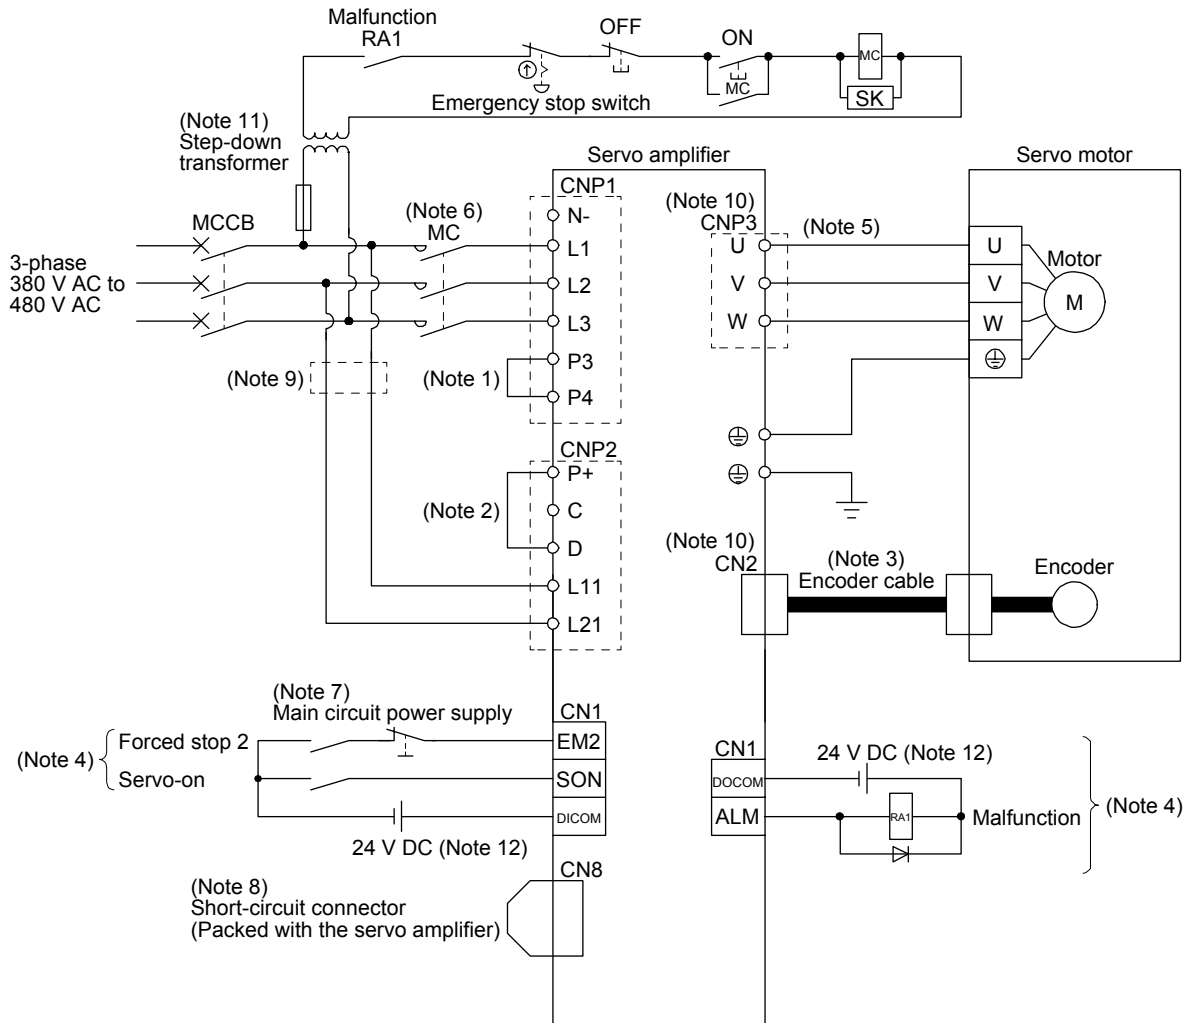 Malfunction
RA1
OFF
ON
MC
MC
SK
Emergency stop switch
(Note 11)
Step-down
transformer
Servo amplifier
Servo motor
CNP1
(Note 10)
CNP3
MCCB
(Note 6)
MC
N-
L1
L2
L3
P3
P4
U
V
W
(Note 5)
U
V
W
Motor
M
3-phase
380 V AC to
480 V AC
(Note 9)
(Note 1)
CNP2
P+
C
D
L11
L21
(Note 2)
(Note 10)
CN2
(Note 3)
Encoder cable
Encoder
(Note 7)
Main circuit power supply
CN1
(Note 4)
Forced stop 2
EM2
Servo-on
SON
DICOM
24 V DC (Note 12)
CN1
24 V DC (Note 12)
DOCOM
ALM
RA1
Malfunction
(Note 4)
CN8
(Note 8)
Short-circuit connector
(Packed with the servo amplifier)